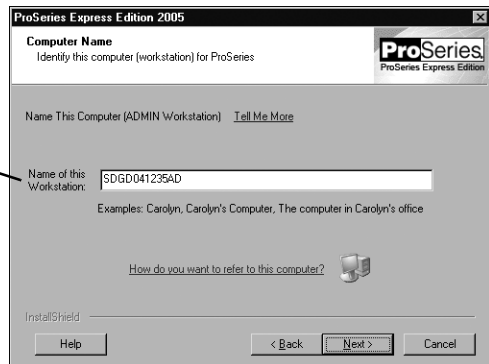 ProSeries Express Edition 2005
Computer Name
Identify this computer (workstation) for ProSeries
ProSeries
ProSeries Express Edition
Name This Computer (ADMIN Workstation) Tell Me More
Name of this
Workstation:
SDGD041235AD
Examples: Carolyn, Carolyn's Computer, The computer in Carolyn's office
How do you want to refer to this computer?
InstallShield
Help
< Back
Next >
Cancel